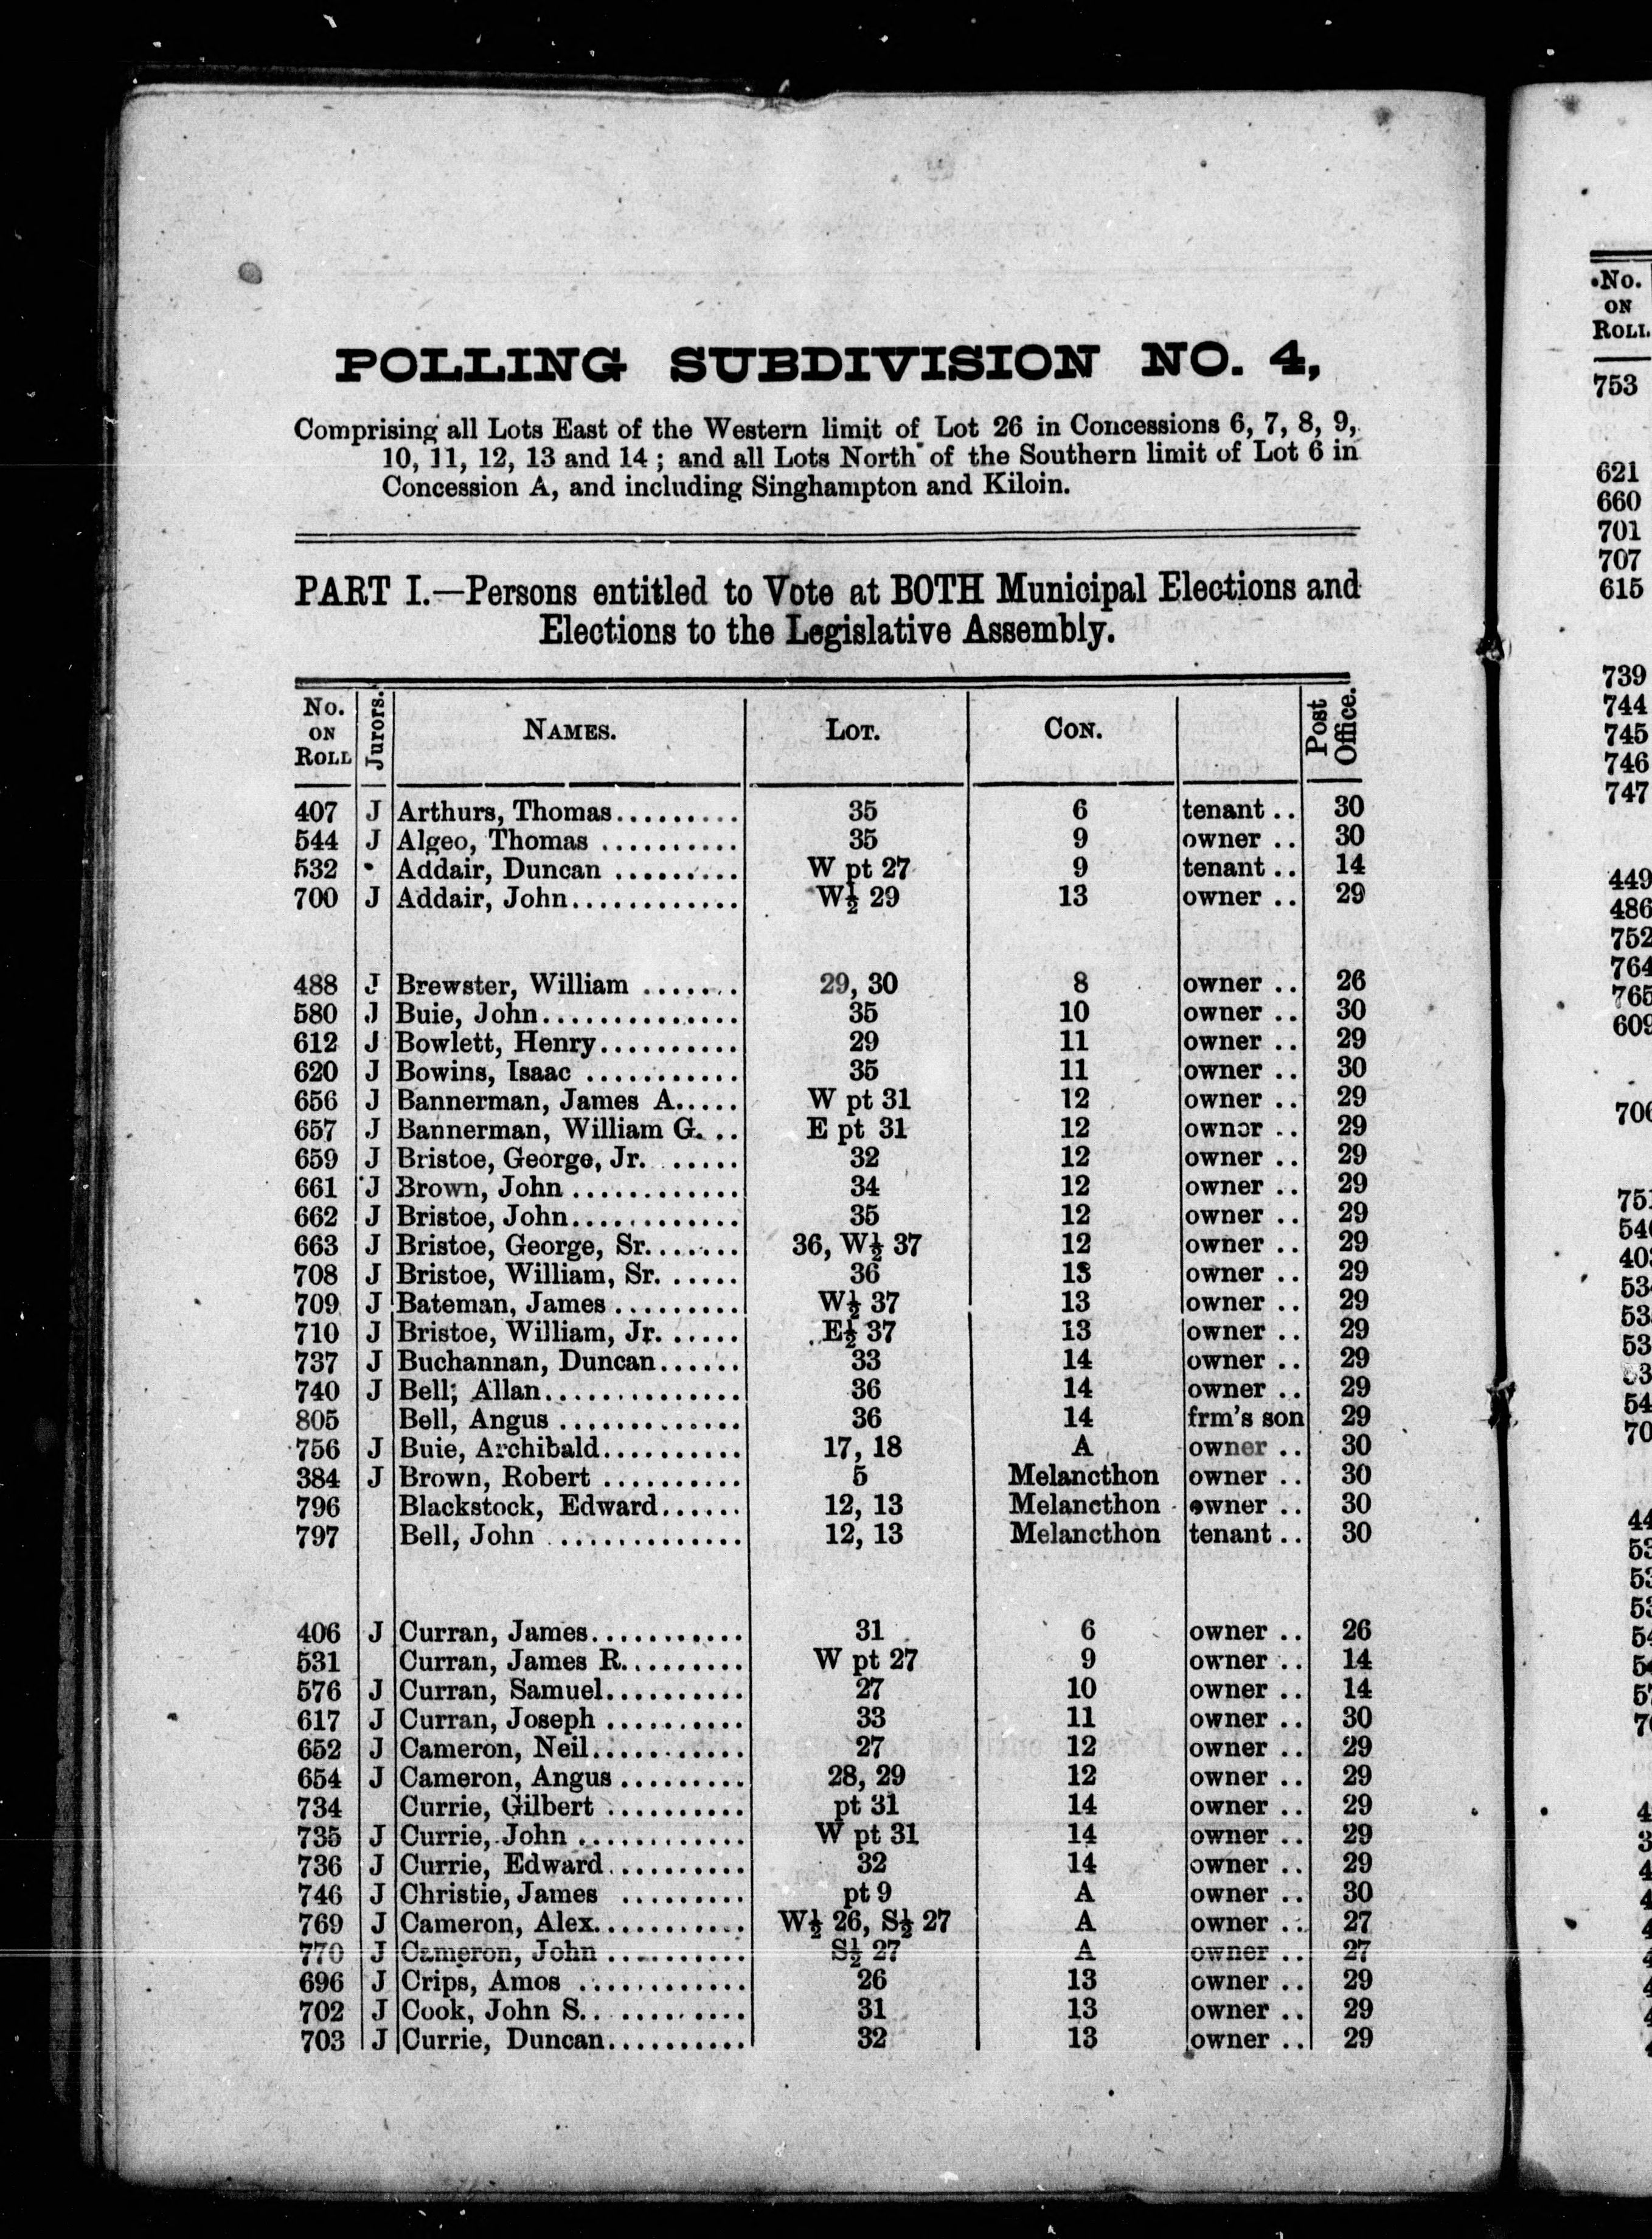 POLLING SUBDIVISION NO. 4,
Comprising all Lots East of the Western limit of Lot 26 in Concessions 6, 7, 8, 9,
10, 11, 12, 13 and 14 ; and all Lots North of the Southern limit of Lot 6 in
Concession A, and including Singhampton and Kiloin.
PART I.—Persons entitled to Vote at BOTH Municipal Elections and
Elections to the Legislative Assembly.
No. ON ROLL Jurors. NAMES. LOT. CON. Post Office.
407 J Arthurs, Thomas......... 35 6 tenant .. 30
544 J Algeo, Thomas .......... 35 9 owner .. 30
532 Addair, Duncan ......... W pt 27 9 tenant .. 14
700 J Addair, John............ W½ 29 13 owner .. 29
488 J Brewster, William ....... 29, 30 8 owner .. 26
580 J Buie, John.............. 35 10 owner .. 30
612 J Bowlett, Henry.......... 29 11 owner .. 29
620 J Bowins, Isaac ........... 35 11 owner .. 30
656 J Bannerman, James A..... W pt 31 12 owner .. 29
657 J Bannerman, William G. .. E pt 31 12 owner .. 29
659 J Bristoe, George, Jr. ...... 32 12 owner .. 29
661 J Brown, John ............ 34 12 owner .. 29
662 J Bristoe, John............ 35 12 owner .. 29
663 J Bristoe, George, Sr....... 36, W½ 37 12 owner .. 29
708 J Bristoe, William, Sr. ...... 36 13 owner .. 29
709 J Bateman, James ......... W½ 37 13 owner .. 29
710 J Bristoe, William, Jr. ...... E½ 37 13 owner .. 29
737 J Buchannan, Duncan...... 33 14 owner .. 29
740 J Bell; Allan.............. 36 14 owner .. 29
805 Bell, Angus ............. 36 14 frm's son 29
756 J Buie, Archibald.......... 17, 18 A owner .. 30
384 J Brown, Robert .......... 5 Melancthon owner .. 30
796 Blackstock, Edward...... 12, 13 Melancthon owner .. 30
797 Bell, John .............. 12, 13 Melancthon tenant .. 30
406 J Curran, James........... 31 6 owner .. 26
531 Curran, James R......... W pt 27 9 owner .. 14
576 J Curran, Samuel.......... 27 10 owner .. 14
617 J Curran, Joseph .......... 33 11 owner .. 30
652 J Cameron, Neil........... 27 12 owner .. 29
654 J Cameron, Angus ......... 28, 29 12 owner .. 29
734 Currie, Gilbert .......... pt 31 14 owner .. 29
735 J Currie, John ............ W pt 31 14 owner .. 29
736 J Currie, Edward.......... 32 14 owner .. 29
746 J Christie, James ......... pt 9 A owner .. 30
769 J Cameron, Alex........... W½ 26, S½ 27 A owner .. 27
770 J Cameron, John .......... S½ 27 A owner .. 27
696 J Crips, Amos ............ 26 13 owner .. 29
702 J Cook, John S............ 31 13 owner .. 29
703 J Currie, Duncan.......... 32 13 owner .. 29
No.
ON
ROLL
753
621
660
701
707
615
739
744
745
746
747
449
486
752
764
765
609